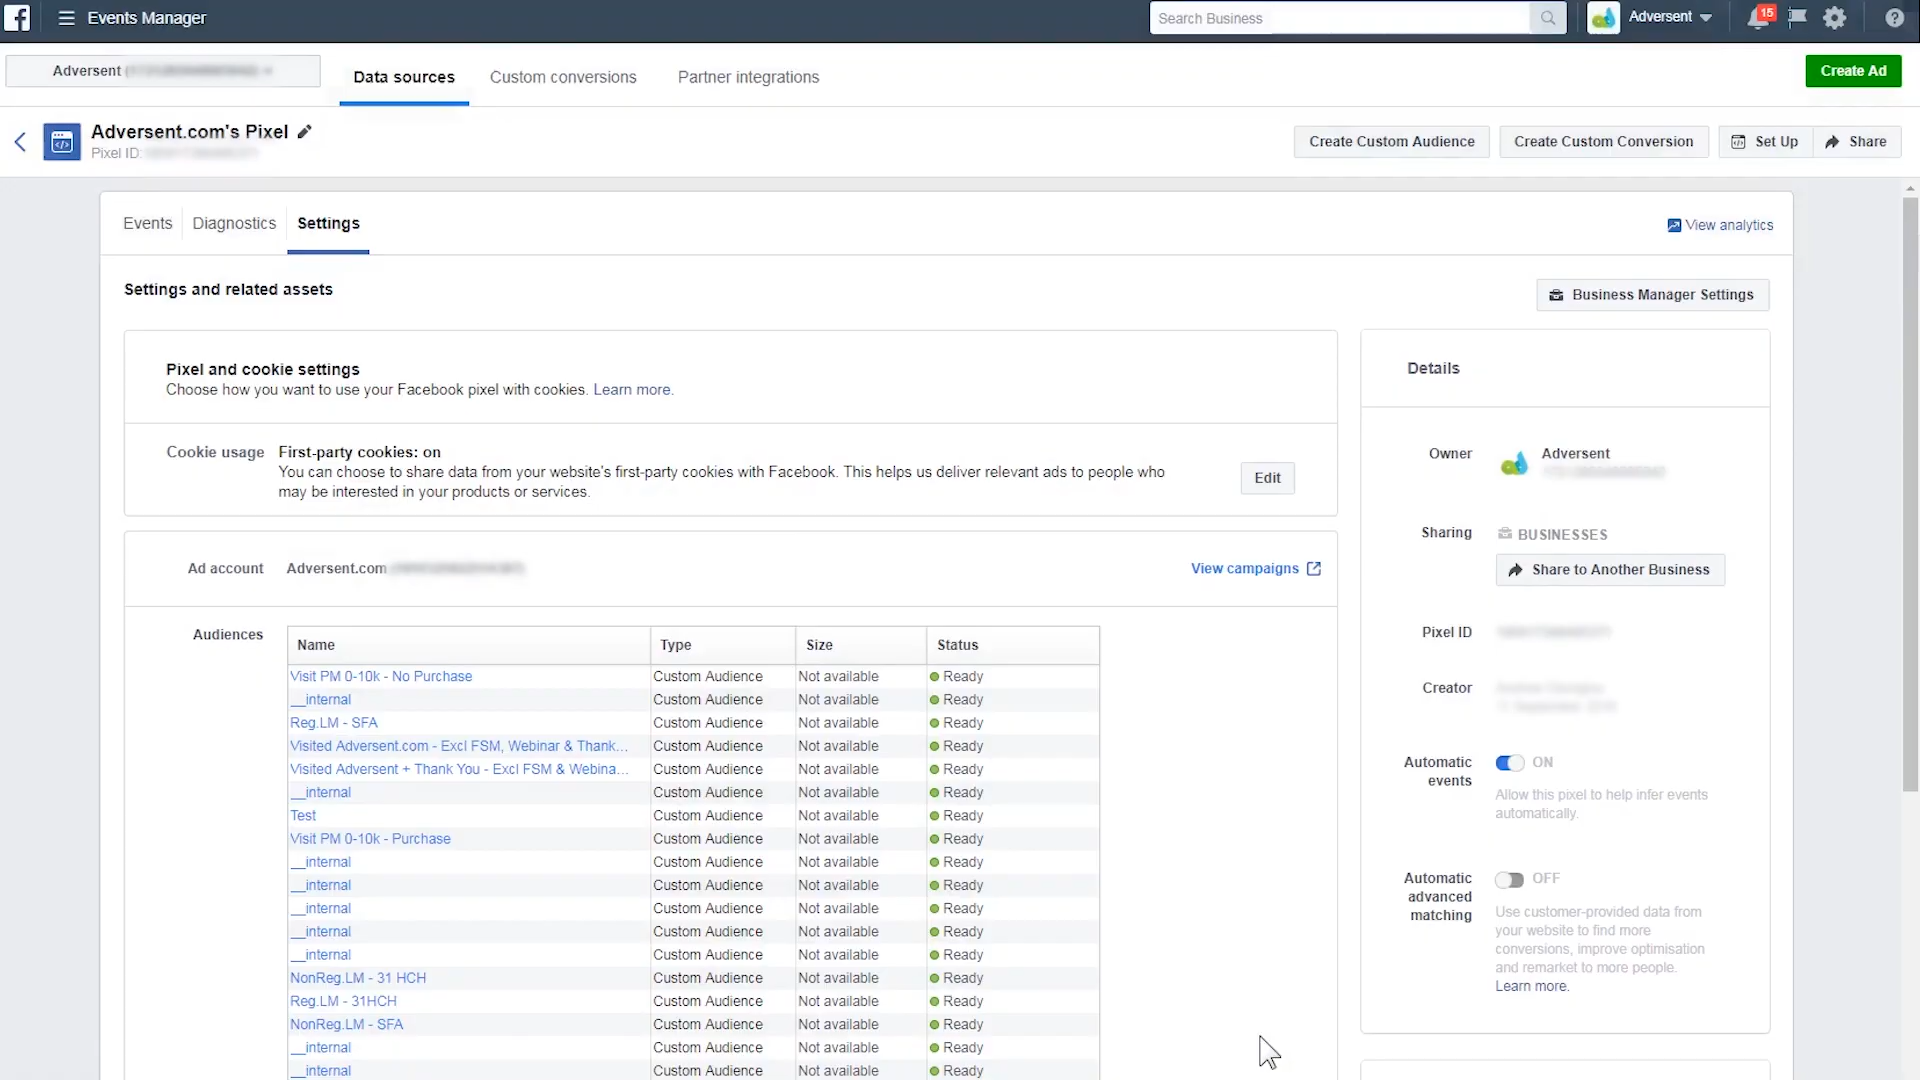 Events Manager
Search Business
Adversent
15
Adversent
Data sources
Custom conversions
Partner integrations
Create Ad
Adversent.com's Pixel
Pixel ID:
Create Custom Audience
Create Custom Conversion
Set Up
Share
Events
Diagnostics
Settings
View analytics
Settings and related assets
Business Manager Settings
Pixel and cookie settings
Choose how you want to use your Facebook pixel with cookies. Learn more.
Cookie usage
First-party cookies: on
You can choose to share data from your website's first-party cookies with Facebook. This helps us deliver relevant ads to people who
may be interested in your products or services.
Edit
Ad account
Adversent.com
View campaigns
Audiences
Name Type Size Status
Visit PM 0-10k - No Purchase Custom Audience Not available Ready
__internal Custom Audience Not available Ready
Reg.LM - SFA Custom Audience Not available Ready
Visited Adversent.com - Excl FSM, Webinar & Thank... Custom Audience Not available Ready
Visited Adversent + Thank You - Excl FSM & Webina... Custom Audience Not available Ready
__internal Custom Audience Not available Ready
Test Custom Audience Not available Ready
Visit PM 0-10k - Purchase Custom Audience Not available Ready
__internal Custom Audience Not available Ready
__internal Custom Audience Not available Ready
__internal Custom Audience Not available Ready
__internal Custom Audience Not available Ready
__internal Custom Audience Not available Ready
NonReg.LM - 31 HCH Custom Audience Not available Ready
Reg.LM - 31HCH Custom Audience Not available Ready
NonReg.LM - SFA Custom Audience Not available Ready
__internal Custom Audience Not available Ready
__internal Custom Audience Not available Ready
Details
Owner
Adversent
Sharing
BUSINESSES
Share to Another Business
Pixel ID
Creator
Automatic
events
ON
Allow this pixel to help infer events
automatically.
Automatic
advanced
matching
OFF
Use customer-provided data from
your website to find more
conversions, improve optimisation
and remarket to more people.
Learn more.